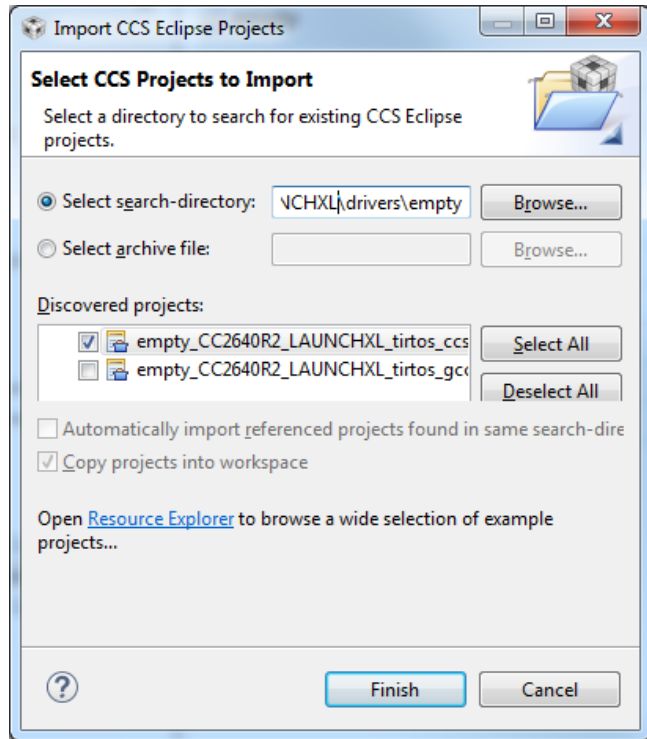 Import CCS Eclipse Projects
Select CCS Projects to Import
Select a directory to search for existing CCS Eclipse
projects.
Select search-directory: NCHXL\drivers\empty Browse...
Select archive file: Browse...
Discovered projects:
empty_CC2640R2_LAUNCHXL_tirtos_ccs Select All
empty_CC2640R2_LAUNCHXL_tirtos_gcc Deselect All
Automatically import referenced projects found in same search-dire
Copy projects into workspace
Open Resource Explorer to browse a wide selection of example
projects...
? Finish Cancel